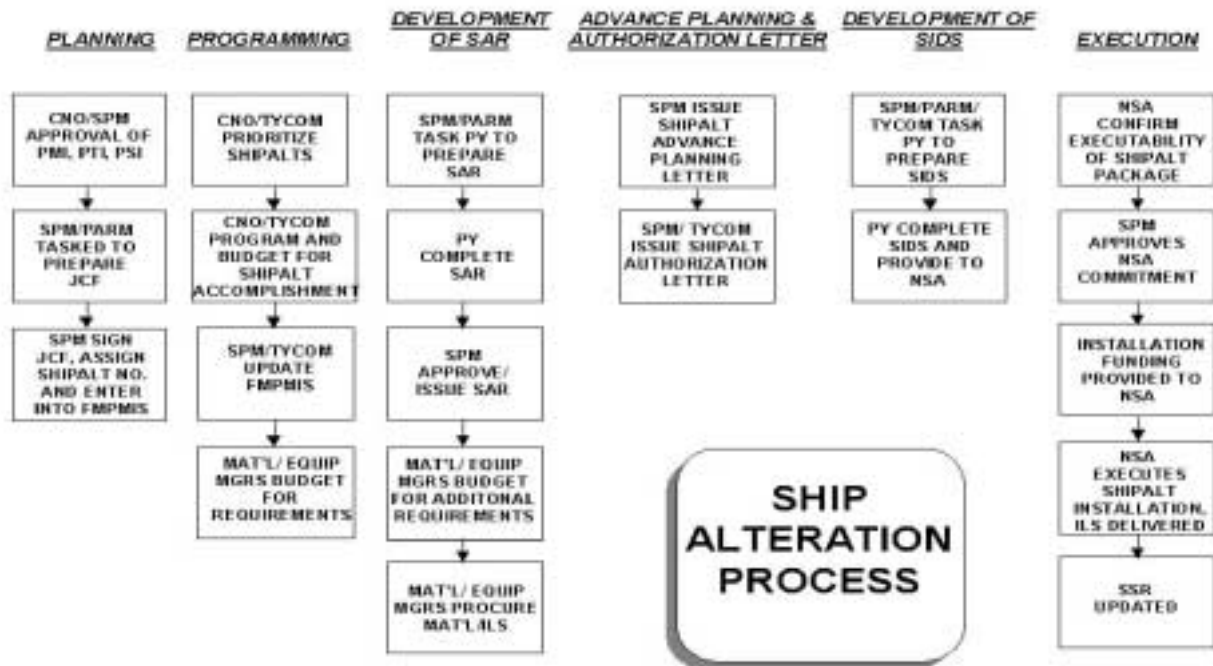 PLANNING
PROGRAMMING
DEVELOPMENT
OF SAR
ADVANCE PLANNING &
AUTHORIZATION LETTER
DEVELOPMENT OF
SIDS
EXECUTION
CNO/SPM
APPROVAL OF
PMI, PTI, PSI
SPM/PARM
TASKED TO
PREPARE
JCF
SPM SIGN
JCF, ASSIGN
SHIPALT NO.
AND ENTER
INTO FMPMIS
CNO/TYCOM
PRIORITIZE
SHIPALTS
CNO/TYCOM
PROGRAM AND
BUDGET FOR
SHIPALT
ACCOMPLISHMENT
SPM/TYCOM
UPDATE
FMPMIS
MAT'L/ EQUIP
MGRS BUDGET
FOR
REQUIREMENTS
SPM/PARM
TASK PY TO
PREPARE
SAR
PY
COMPLETE
SAR
SPM
APPROVE/
ISSUE SAR
MAT'L/ EQUIP
MGRS BUDGET
FOR ADDITONAL
REQUIREMENTS
MAT'L/ EQUIP
MGRS PROCURE
MAT'L/ILS
SPM ISSUE
SHIPALT
ADVANCE
PLANNING
LETTER
SPM/ TYCOM
ISSUE SHIPALT
AUTHORIZATION
LETTER
SPM/PARM/
TYCOM TASK
PY TO
PREPARE
SIDS
PY COMPLETE
SIDS AND
PROVIDE TO
NSA
NSA
CONFIRM
EXECUTABILITY
OF SHIPALT
PACKAGE
SPM
APPROVES
NSA
COMMITMENT
INSTALLATION
FUNDING
PROVIDED TO
NSA
NSA
EXECUTES
SHIPALT
INSTALLATION,
ILS DELIVERED
SSR
UPDATED
SHIP
ALTERATION
PROCESS